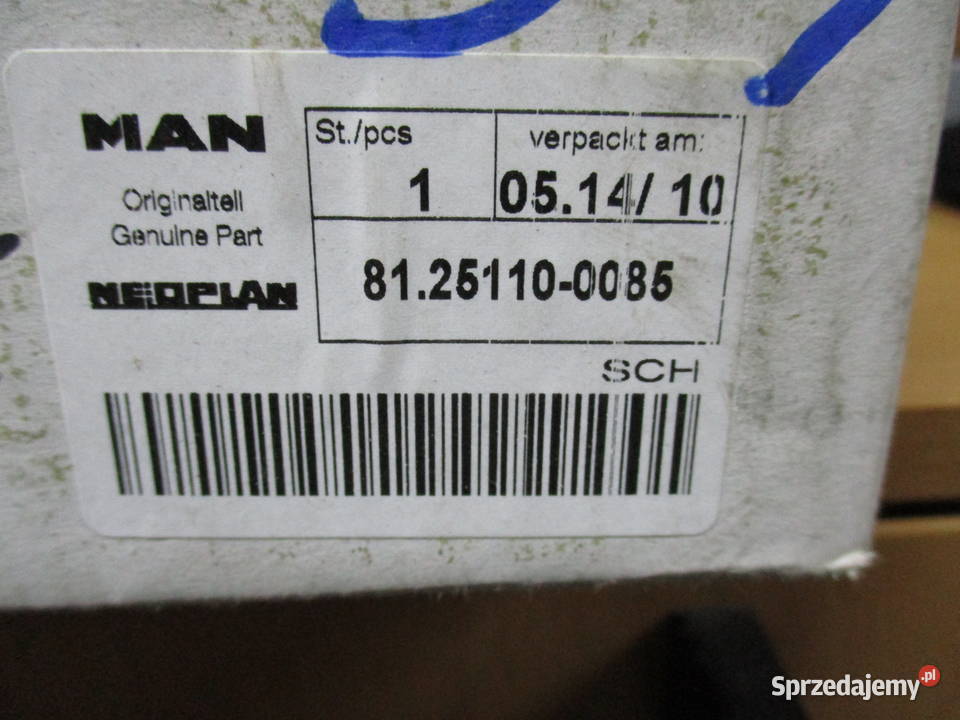 MAN
Originalteil
Genuine Part
NEOPLAN
St./pcs
1
verpackt am:
05.14/ 10
81.25110-0085
SCH
Sprzedajemy.pl